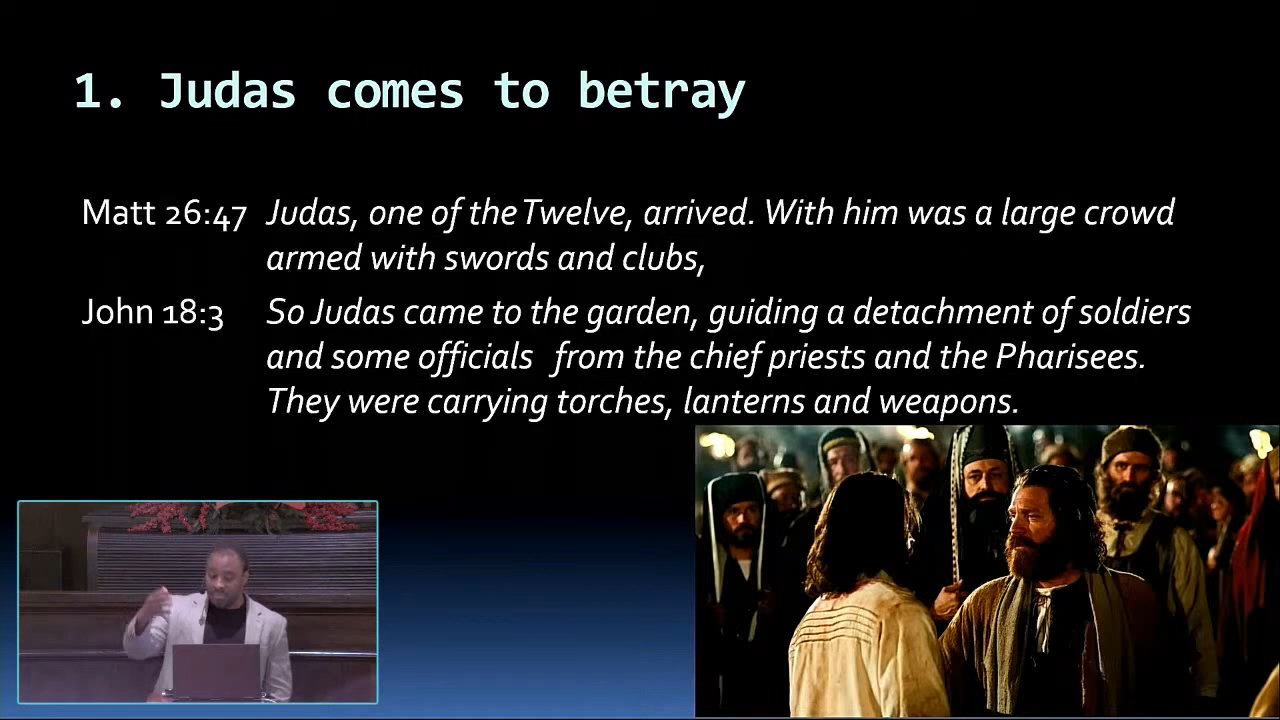 1. Judas comes to betray
Matt 26:47 Judas, one of the Twelve, arrived. With him was a large crowd
armed with swords and clubs,
John 18:3 So Judas came to the garden, guiding a detachment of soldiers
and some officials from the chief priests and the Pharisees.
They were carrying torches, lanterns and weapons.